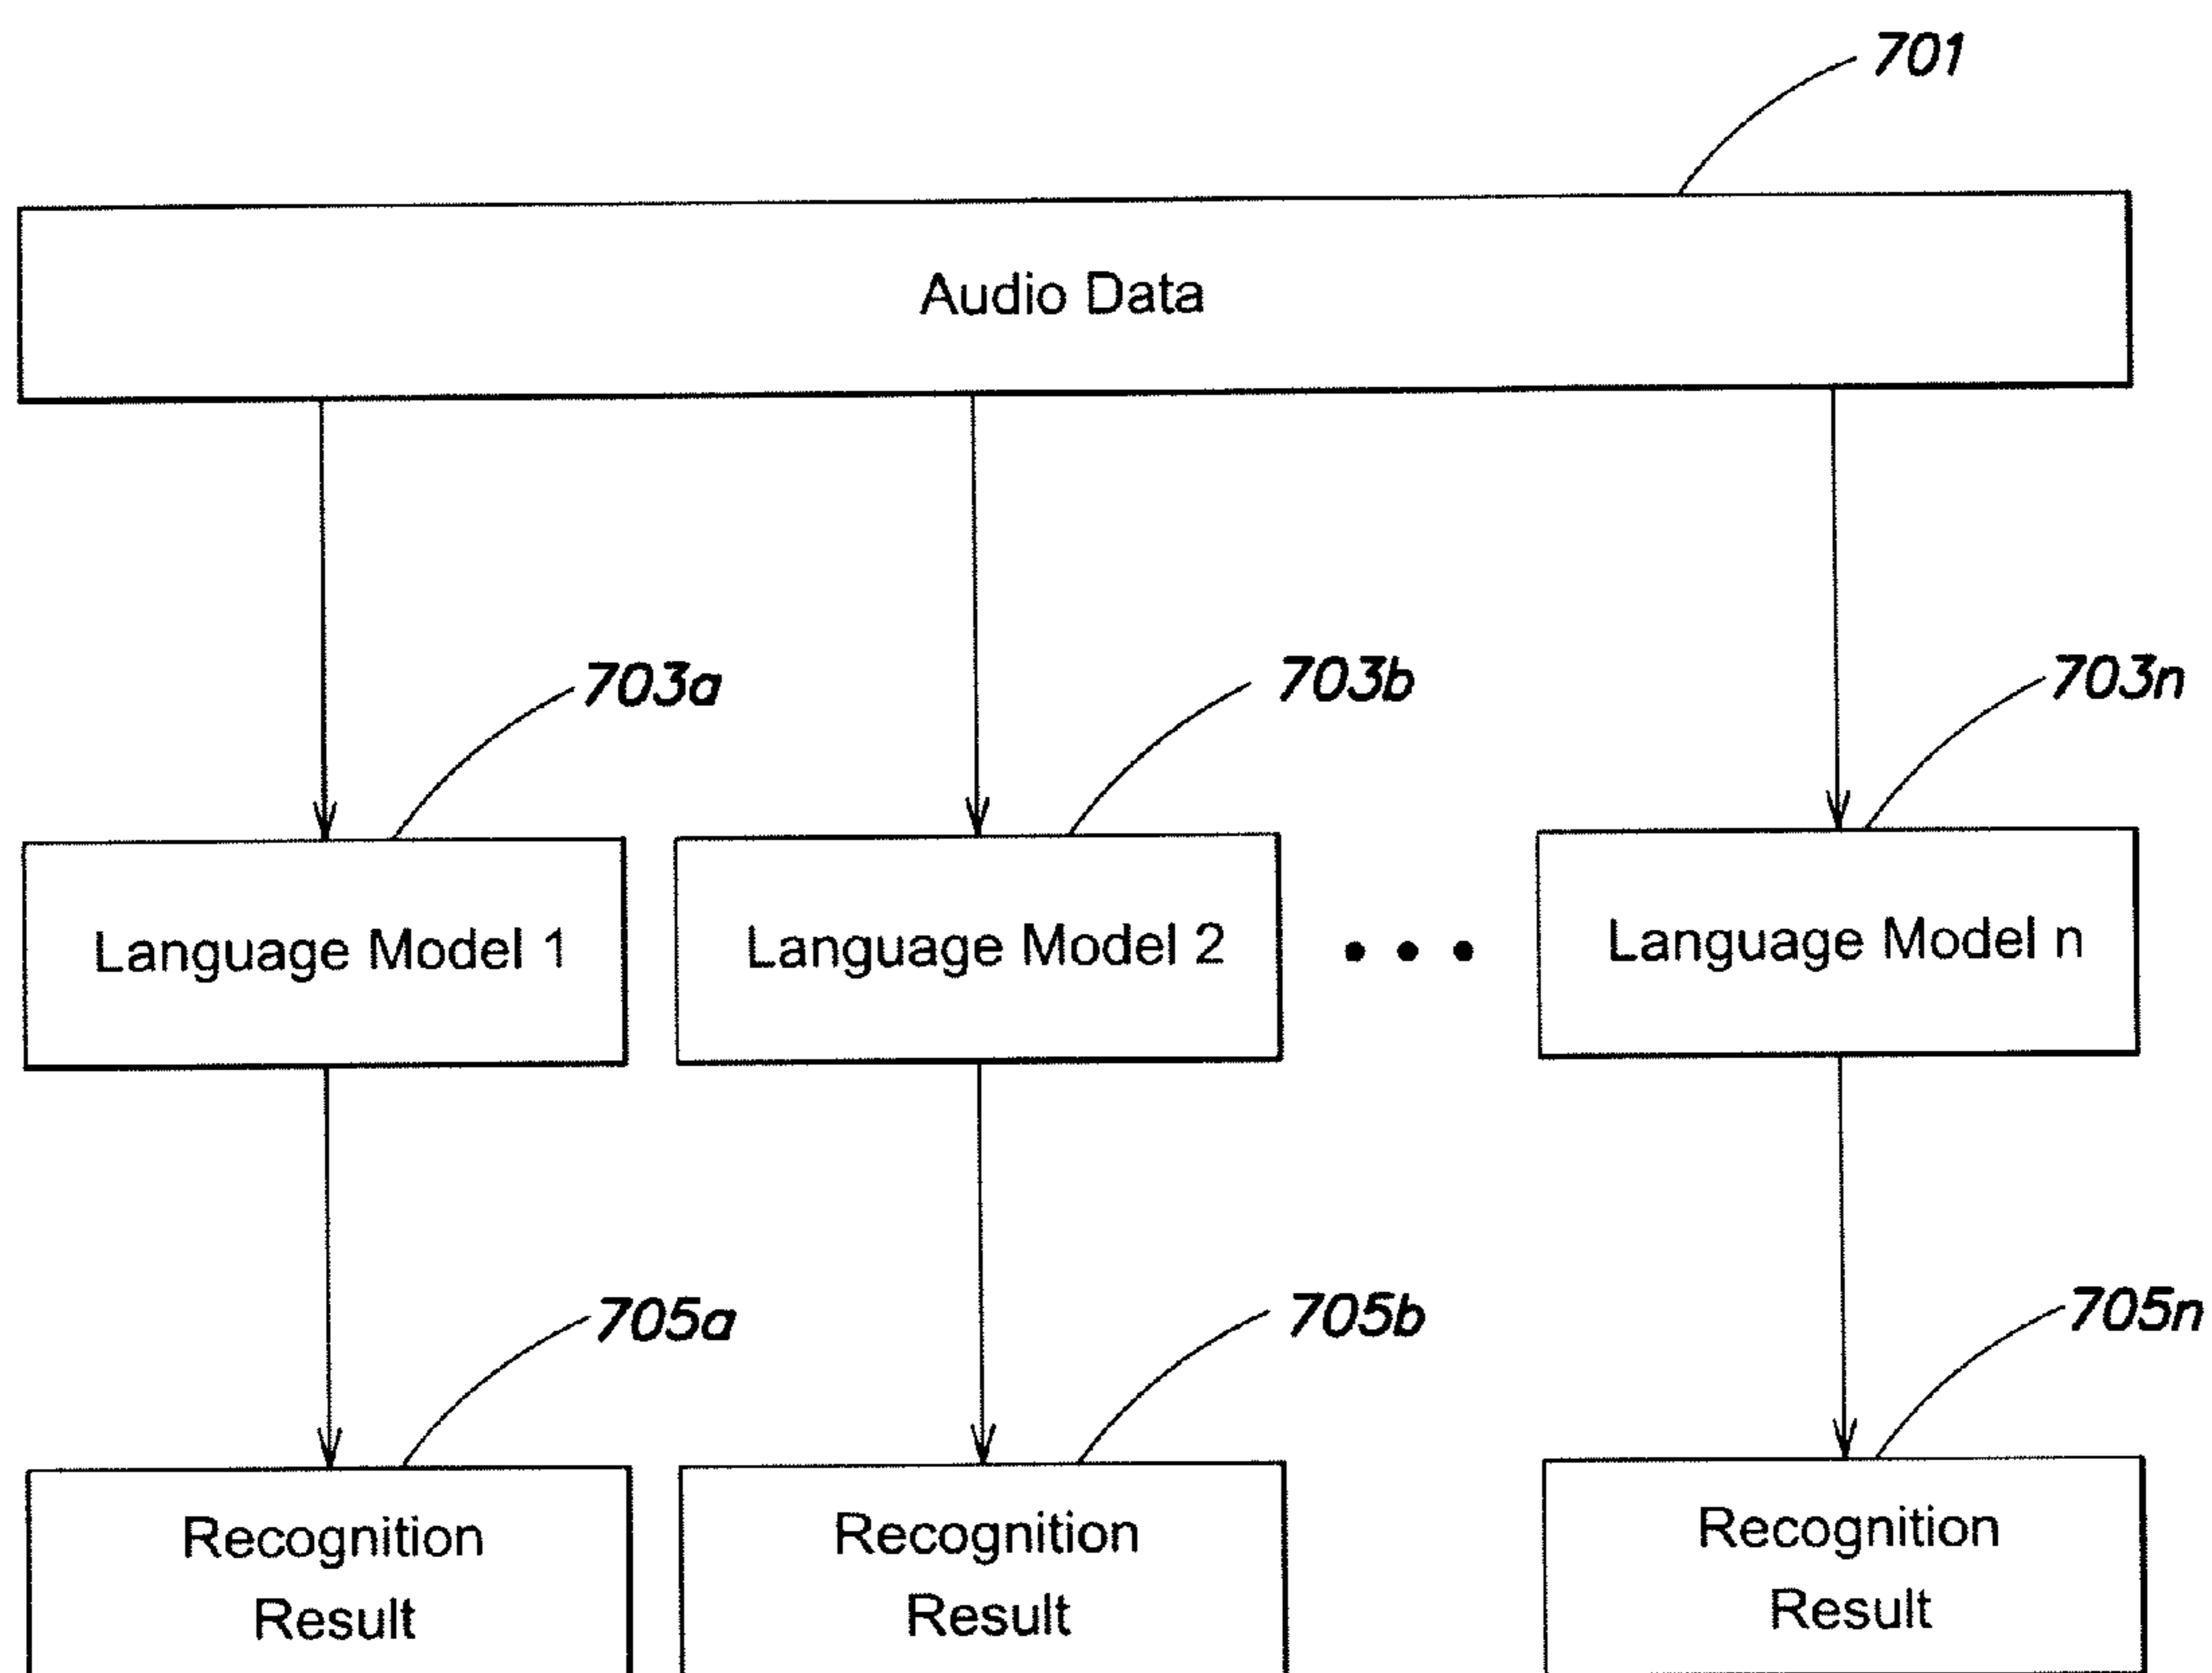 701
Audio Data
703a
703b
703n
Language Model 1
Language Model 2
Language Model n
705a
705b
705n
Recognition
Result
Recognition
Result
Recognition
Result